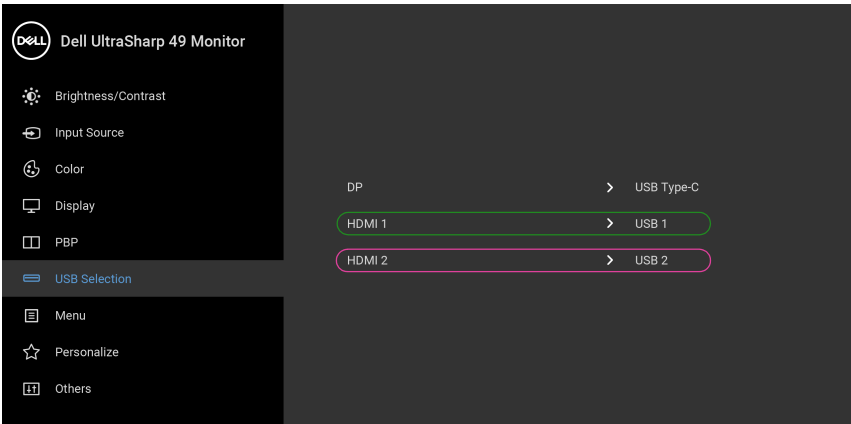 DELL
Dell UltraSharp 49 Monitor
Brightness/Contrast
Input Source
Color
Display
PBP
USB Selection
Menu
Personalize
Others
DP > USB Type-C
HDMI 1 > USB 1
HDMI 2 > USB 2